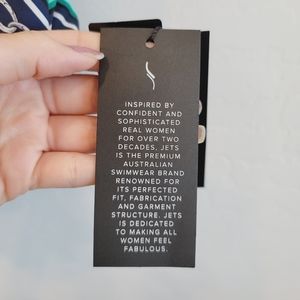 INSPIRED BY
CONFIDENT AND
SOPHISTICATED
REAL WOMEN
FOR OVER TWO
DECADES, JETS
IS THE PREMIUM
AUSTRALIAN
SWIMWEAR BRAND
RENOWNED FOR
ITS PERFECTED
FIT, FABRICATION
AND GARMENT
STRUCTURE. JETS
IS DEDICATED
TO MAKING ALL
WOMEN FEEL
FABULOUS.